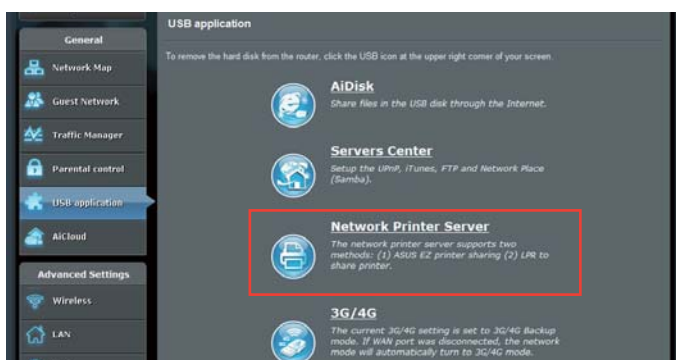 USB application
General
To remove the hard disk from the router, click the USB icon at the upper right corner of your screen.
Network Map
AiDisk
Share files in the USB disk through the Internet.
Guest Network
Traffic Manager
Servers Center
Setup the UPnP, iTunes, FTP and Network Place
(Samba).
Parental control
USB application
Network Printer Server
The network printer server supports two
methods: (1) ASUS EZ printer sharing (2) LPR to
share printer.
AiCloud
Advanced Settings
Wireless
3G/4G
The current 3G/4G setting is set to 3G/4G Backup
mode. If WAN port was disconnected, the network
mode will automatically turn to 3G/4G mode.
LAN